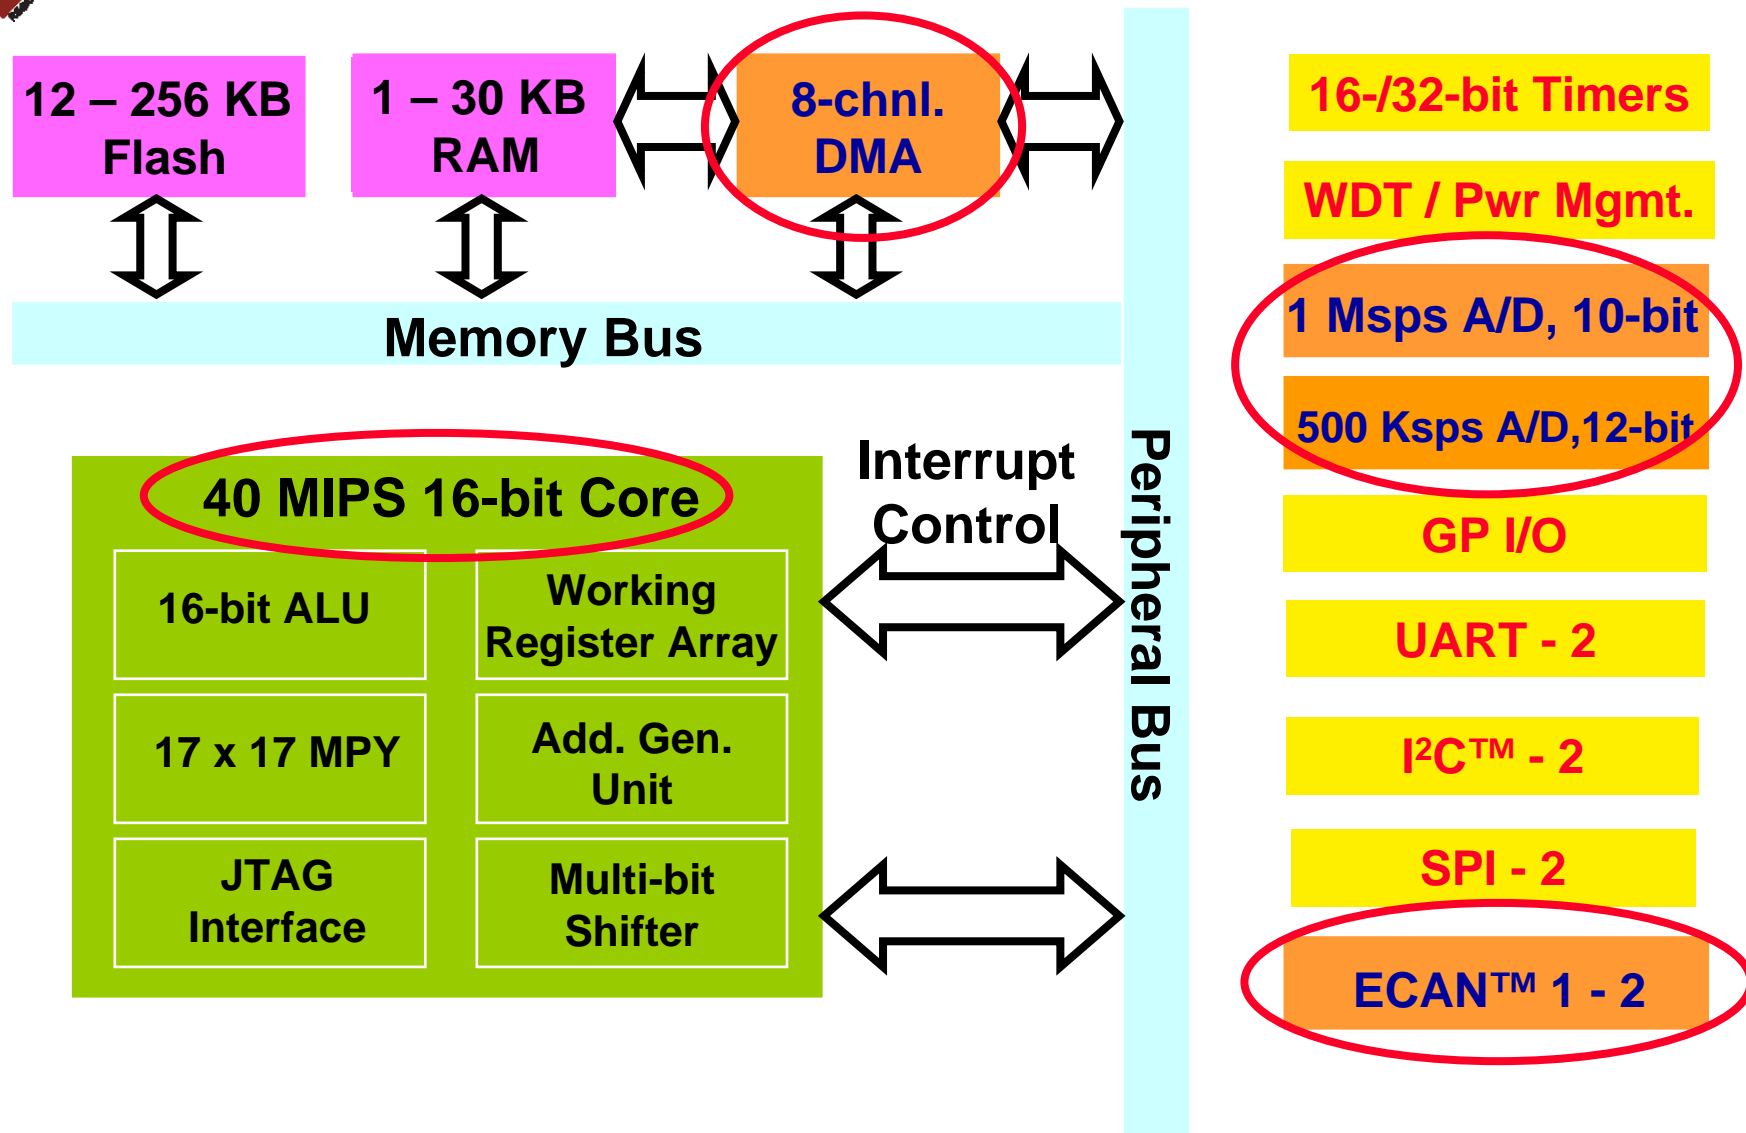 12 – 256 KB
Flash
1 – 30 KB
RAM
8-chnl.
DMA
Memory Bus
40 MIPS 16-bit Core
16-bit ALU
Working
Register Array
17 x 17 MPY
Add. Gen.
Unit
JTAG
Interface
Multi-bit
Shifter
Interrupt
Control
Peripheral Bus
16-/32-bit Timers
WDT / Pwr Mgmt.
1 Msps A/D, 10-bit
500 Ksps A/D,12-bit
GP I/O
UART - 2
I²C™ - 2
SPI - 2
ECAN™ 1 - 2